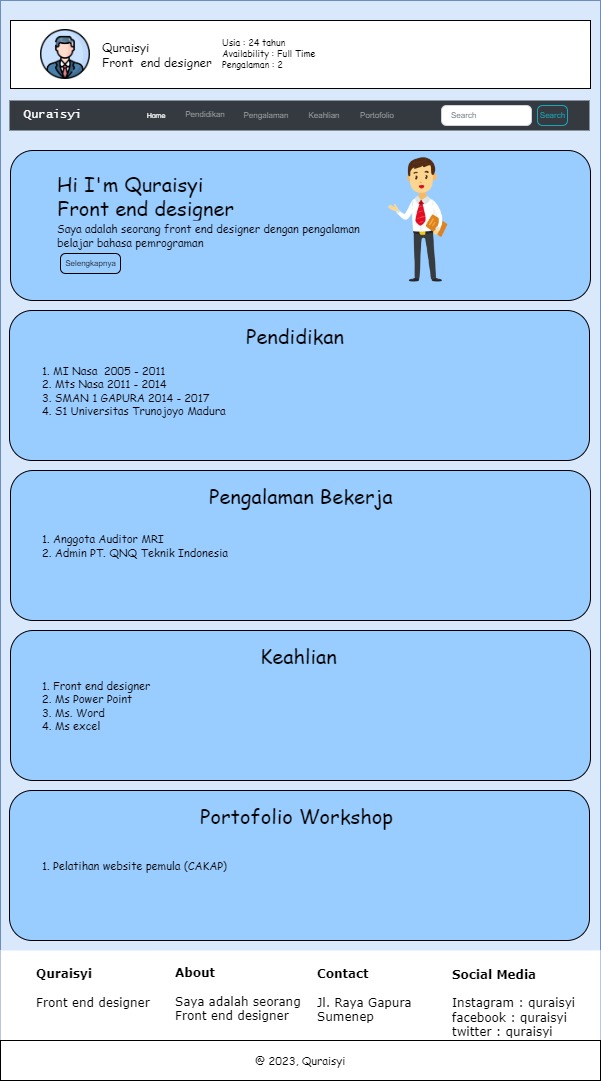 Quraisyi
Front end designer
Usia : 24 tahun
Availability : Full Time
Pengalaman : 2
Quraisyi
Home
Pendidikan
Pengalaman
Keahlian
Portofolio
Search
Search
Hi I'm Quraisyi
Front end designer
Saya adalah seorang front end designer dengan pengalaman
belajar bahasa pemrograman
Selengkapnya
Pendidikan
1. MI Nasa 2005 - 2011
2. Mts Nasa 2011 - 2014
3. SMAN 1 GAPURA 2014 - 2017
4. S1 Universitas Trunojoyo Madura
Pengalaman Bekerja
1. Anggota Auditor MRI
2. Admin PT. QNQ Teknik Indonesia
Keahlian
1. Front end designer
2. Ms Power Point
3. Ms. Word
4. Ms excel
Portofolio Workshop
1. Pelatihan website pemula (CAKAP)
Quraisyi
Front end designer
About
Saya adalah seorang
Front end designer
Contact
Jl. Raya Gapura
Sumenep
Social Media
Instagram : quraisyi
facebook : quraisyi
twitter : quraisyi
@ 2023, Quraisyi